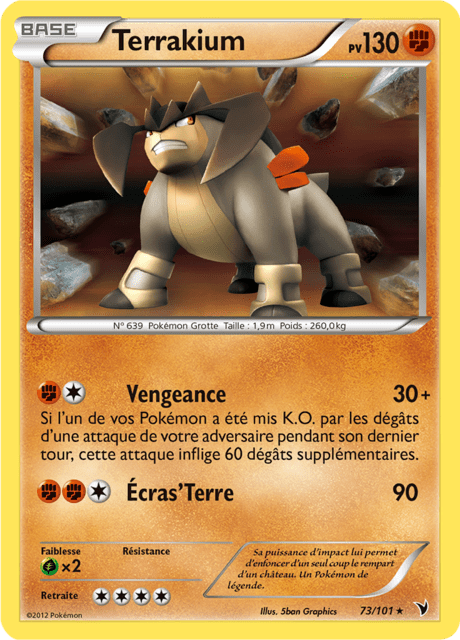 BASE
Terrakium
PV130
N° 639 Pokémon Grotte Taille : 1,9m Poids : 260,0kg
Vengeance 30+
Si l'un de vos Pokémon a été mis K.O. par les dégâts
d'une attaque de votre adversaire pendant son dernier
tour, cette attaque inflige 60 dégâts supplémentaires.
Écras'Terre 90
Faiblesse Résistance
×2
Retraite
Sa puissance d'impact lui permet
d'enfoncer d'un seul coup le rempart
d'un château. Un Pokémon de
légende.
©2012 Pokémon
Illus. 5ban Graphics
73/101 ★